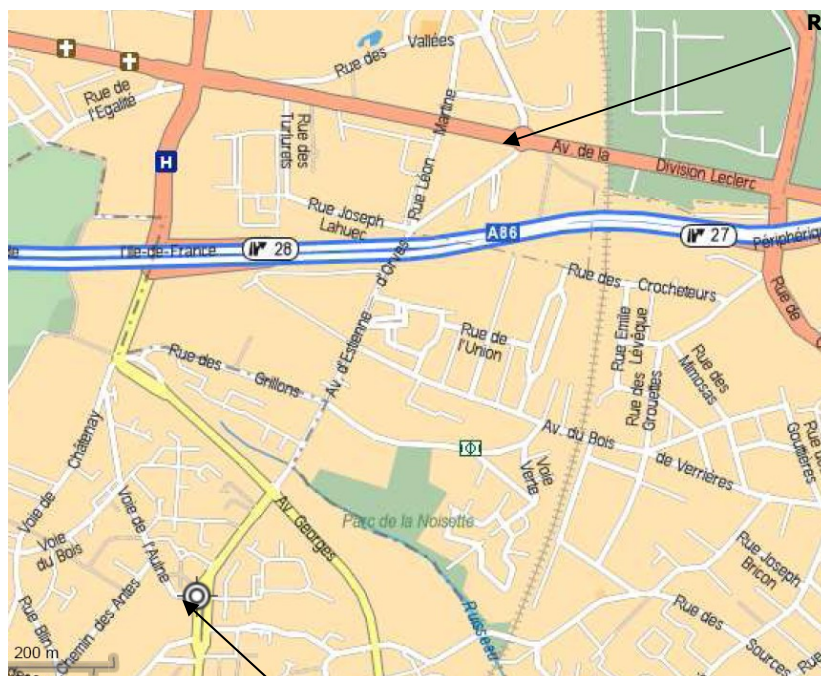 R
Vallées
Rue des
Rue de
l'Egalité
Rue des
Turlurets
Martine
Rue Léon
Av. de la
Division Leclerc
H
Rue Joseph
Lahuec
A86
27
Périphériq
l'Ile-de-France
28
d'Orves
Rue des
Crocheteurs
Rue de
Rue de
l'Union
Rue Emile
Lévêque
Rue des
Grouettes
Rue des
Mimosas
Rue des
Grillons
Av. d'Estienne
Av. du Bois
de Verrières
Gouttières
Rue des
Châtenay
Voie de
Voie
Verte
Voie de
l'Aulne
Av. Georges
Parc de la Noisette
Voie
du Bois
Rue Joseph
Bricon
Chemin des Antes
Rue Blin
Ruisseau
Rue des
Sources
Rue
200 m